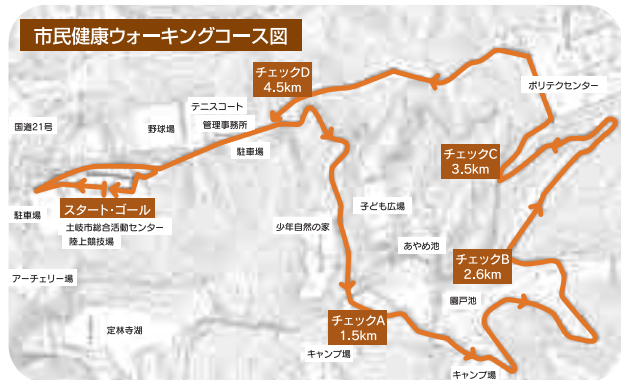 市民健康ウォーキングコース図
チェックD
4.5km
ポリテクセンター
テニスコート
国道21号
野球場
管理事務所
駐車場
チェックC
3.5km
スタート・ゴール
駐車場
土岐市総合活動センター
陸上競技場
子ども広場
少年自然の家
あやめ池
チェックB
2.6km
アーチェリー場
園戸池
チェックA
1.5km
定林寺湖
キャンプ場
キャンプ場